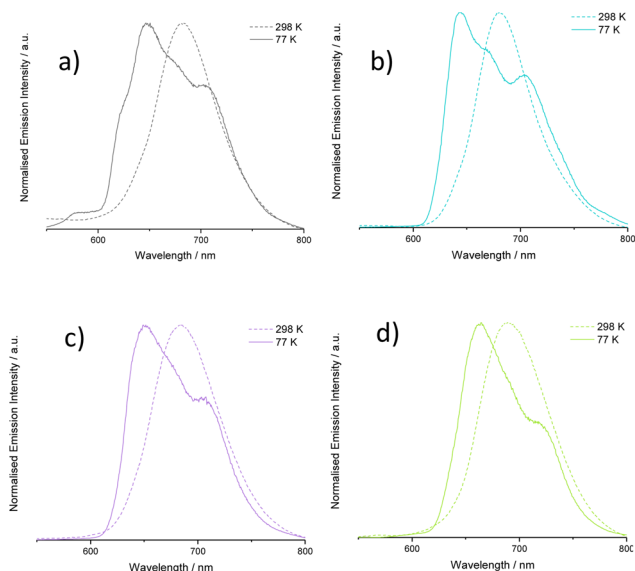 a)
298 K
77 K
Normalised Emission Intensity / a.u.
600 700 800
Wavelength / nm
b)
298 K
77 K
Normalised Emission Intensity / a.u.
600 700 800
Wavelength / nm
c)
298 K
77 K
Normalised Emission Intensity / a.u.
600 700 800
Wavelength / nm
d)
298 K
77 K
Normalised Emission Intensity / a.u.
600 700 800
Wavelength / nm